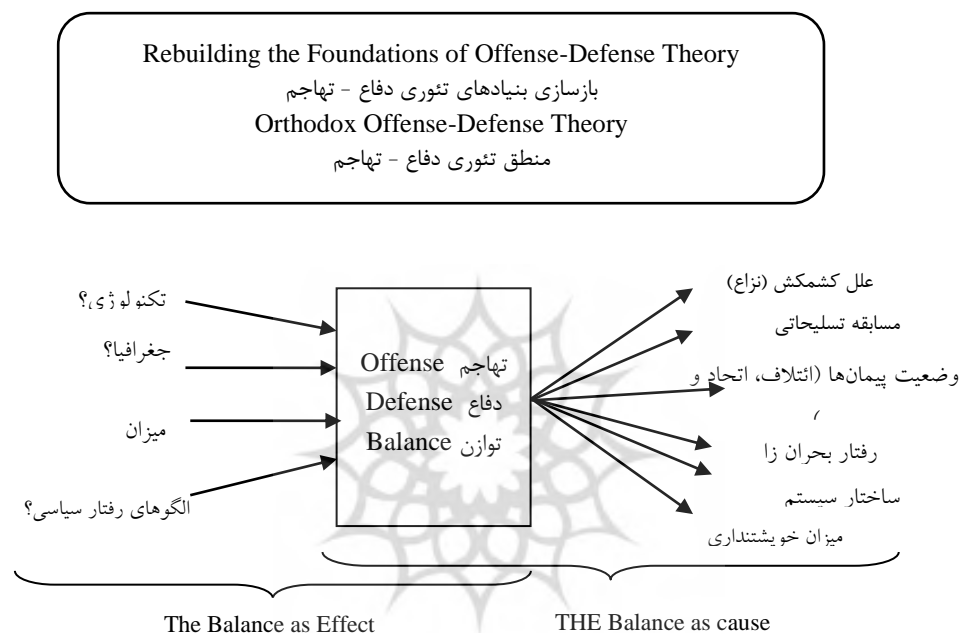 Rebuilding the Foundations of Offense-Defense Theory
بازسازی بنیادهای تئوری دفاع - تهاجم
Orthodox Offense-Defense Theory
منطق تئوری دفاع - تهاجم
تکنولوژی؟
جغرافیا؟
میزان
الگوهای رفتار سیاسی؟
تهاجم Offense
دفاع Defense
توازن Balance
علل کشمکش (نزاع)
مسابقه تسلیحاتی
وضعیت پیمان‌ها (ائتلاف، اتحاد و
رفتار بحران زا
ساختار سیستم
میزان خویشتنداری
The Balance as Effect
THE Balance as cause